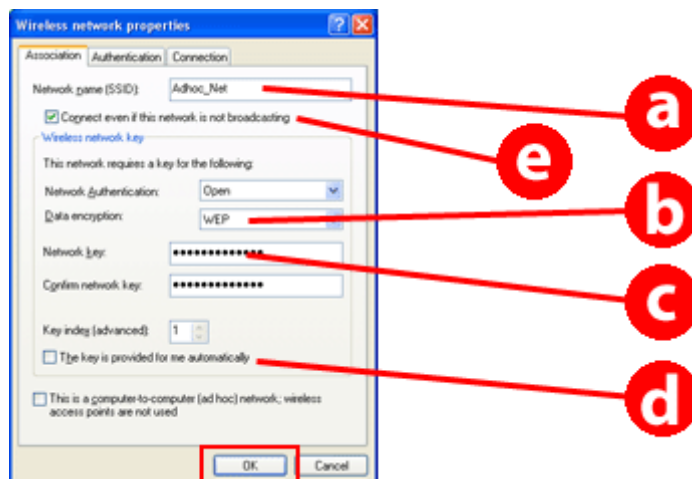 Wireless network properties
Association Authentication Connection
Network name (SSID): Adhoc_Net
a
Connect even if this network is not broadcasting
e
Wireless network key
This network requires a key for the following:
Network Authentication: Open
Data encryption: WEP
b
Network key: •••••••••••••
Confirm network key: •••••••••••••
c
Key index (advanced): 1
The key is provided for me automatically
d
This is a computer-to-computer (ad hoc) network; wireless
access points are not used
OK Cancel